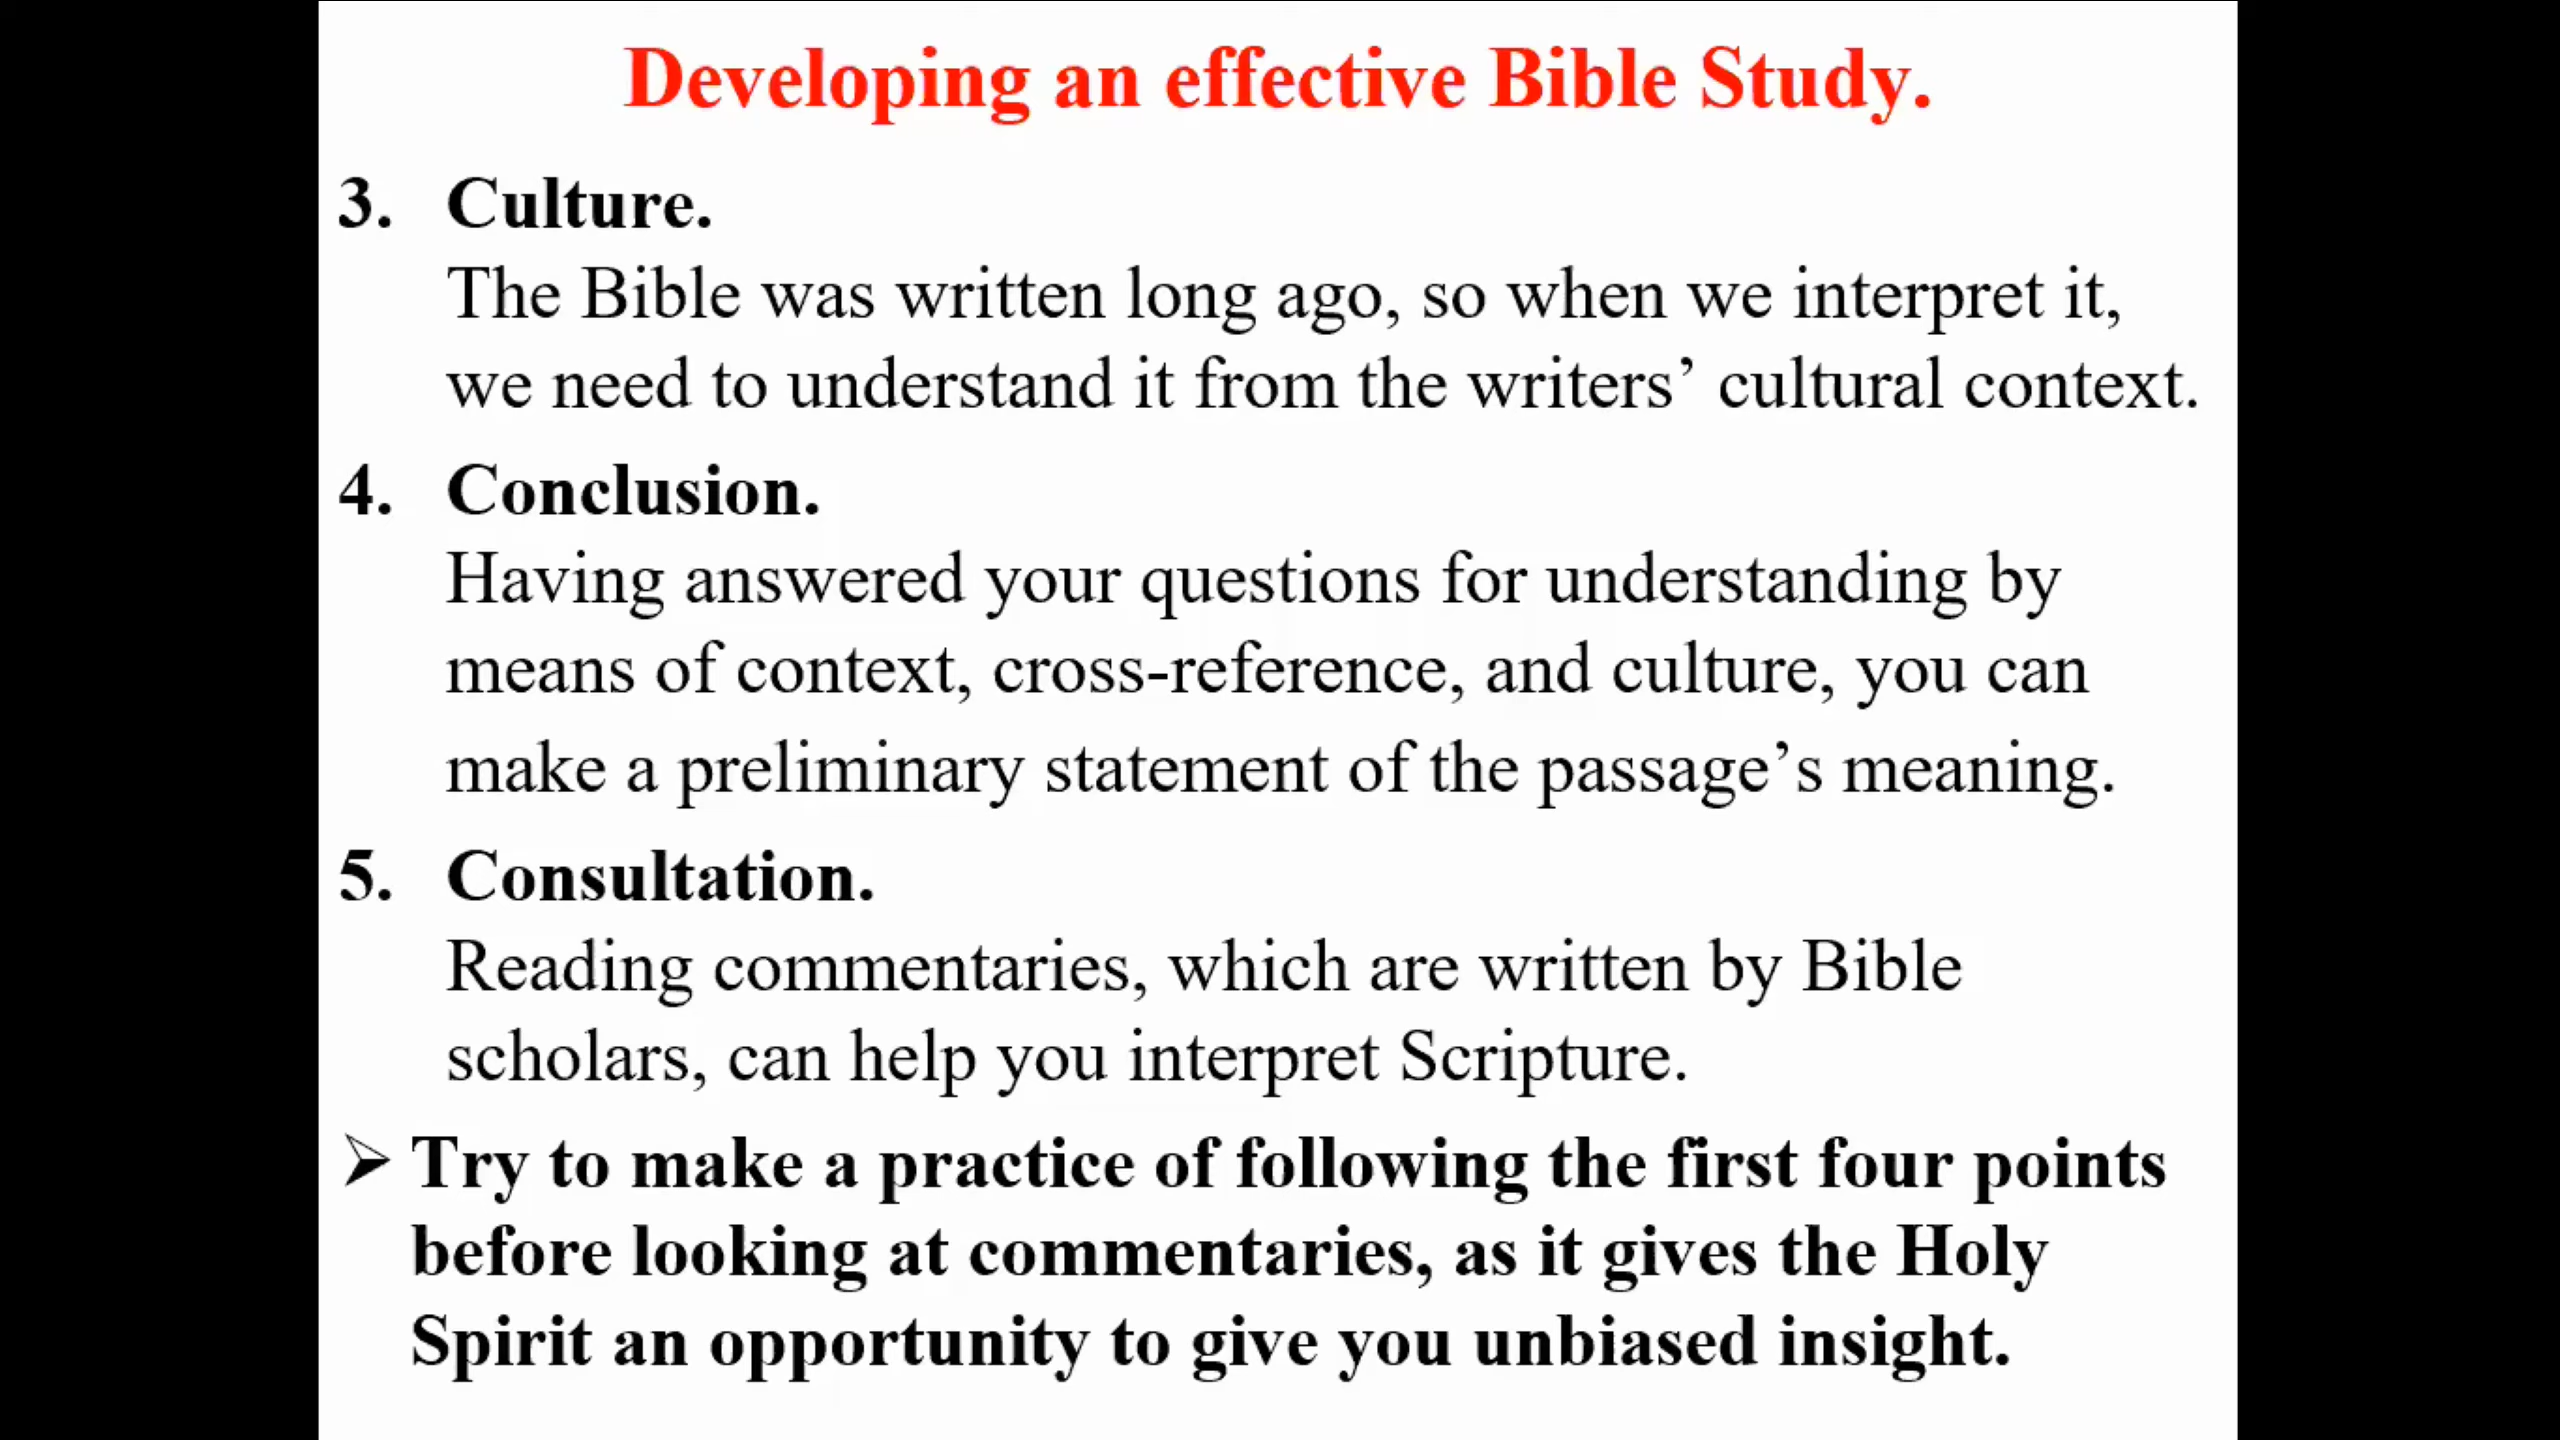 Developing an effective Bible Study.
3. Culture.
The Bible was written long ago, so when we interpret it,
we need to understand it from the writers’ cultural context.
4. Conclusion.
Having answered your questions for understanding by
means of context, cross-reference, and culture, you can
make a preliminary statement of the passage’s meaning.
5. Consultation.
Reading commentaries, which are written by Bible
scholars, can help you interpret Scripture.
➢ Try to make a practice of following the first four points
before looking at commentaries, as it gives the Holy
Spirit an opportunity to give you unbiased insight.